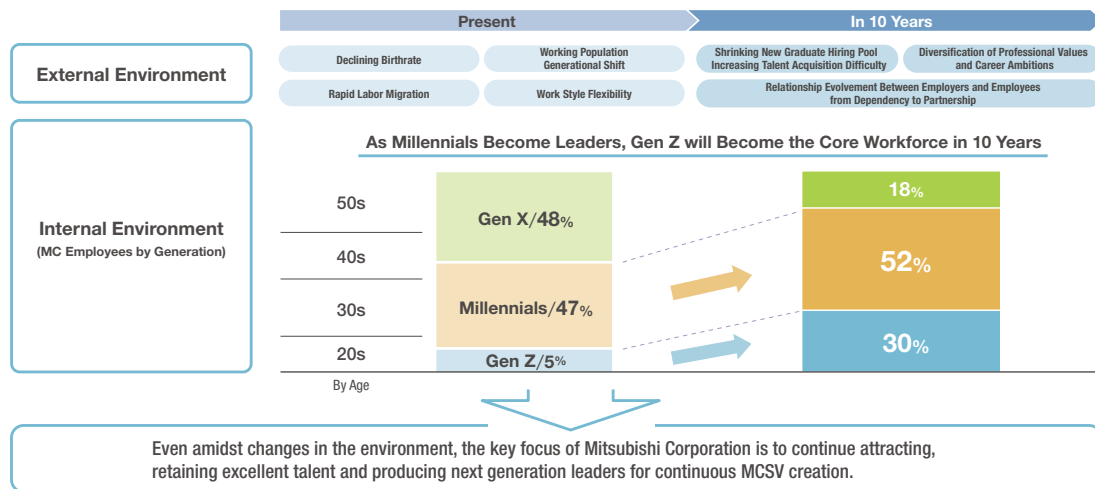 Present
In 10 Years
External Environment
Declining Birthrate
Working Population
Generational Shift
Shrinking New Graduate Hiring Pool
Increasing Talent Acquisition Difficulty
Diversification of Professional Values
and Career Ambitions
Rapid Labor Migration
Work Style Flexibility
Relationship Evolvement Between Employers and Employees
from Dependency to Partnership
As Millennials Become Leaders, Gen Z will Become the Core Workforce in 10 Years
Internal Environment
(MC Employees by Generation)
50s
40s
30s
20s
By Age
Gen X/48%
Millennials/47%
Gen Z/5%
18%
52%
30%
Even amidst changes in the environment, the key focus of Mitsubishi Corporation is to continue attracting,
retaining excellent talent and producing next generation leaders for continuous MCSV creation.